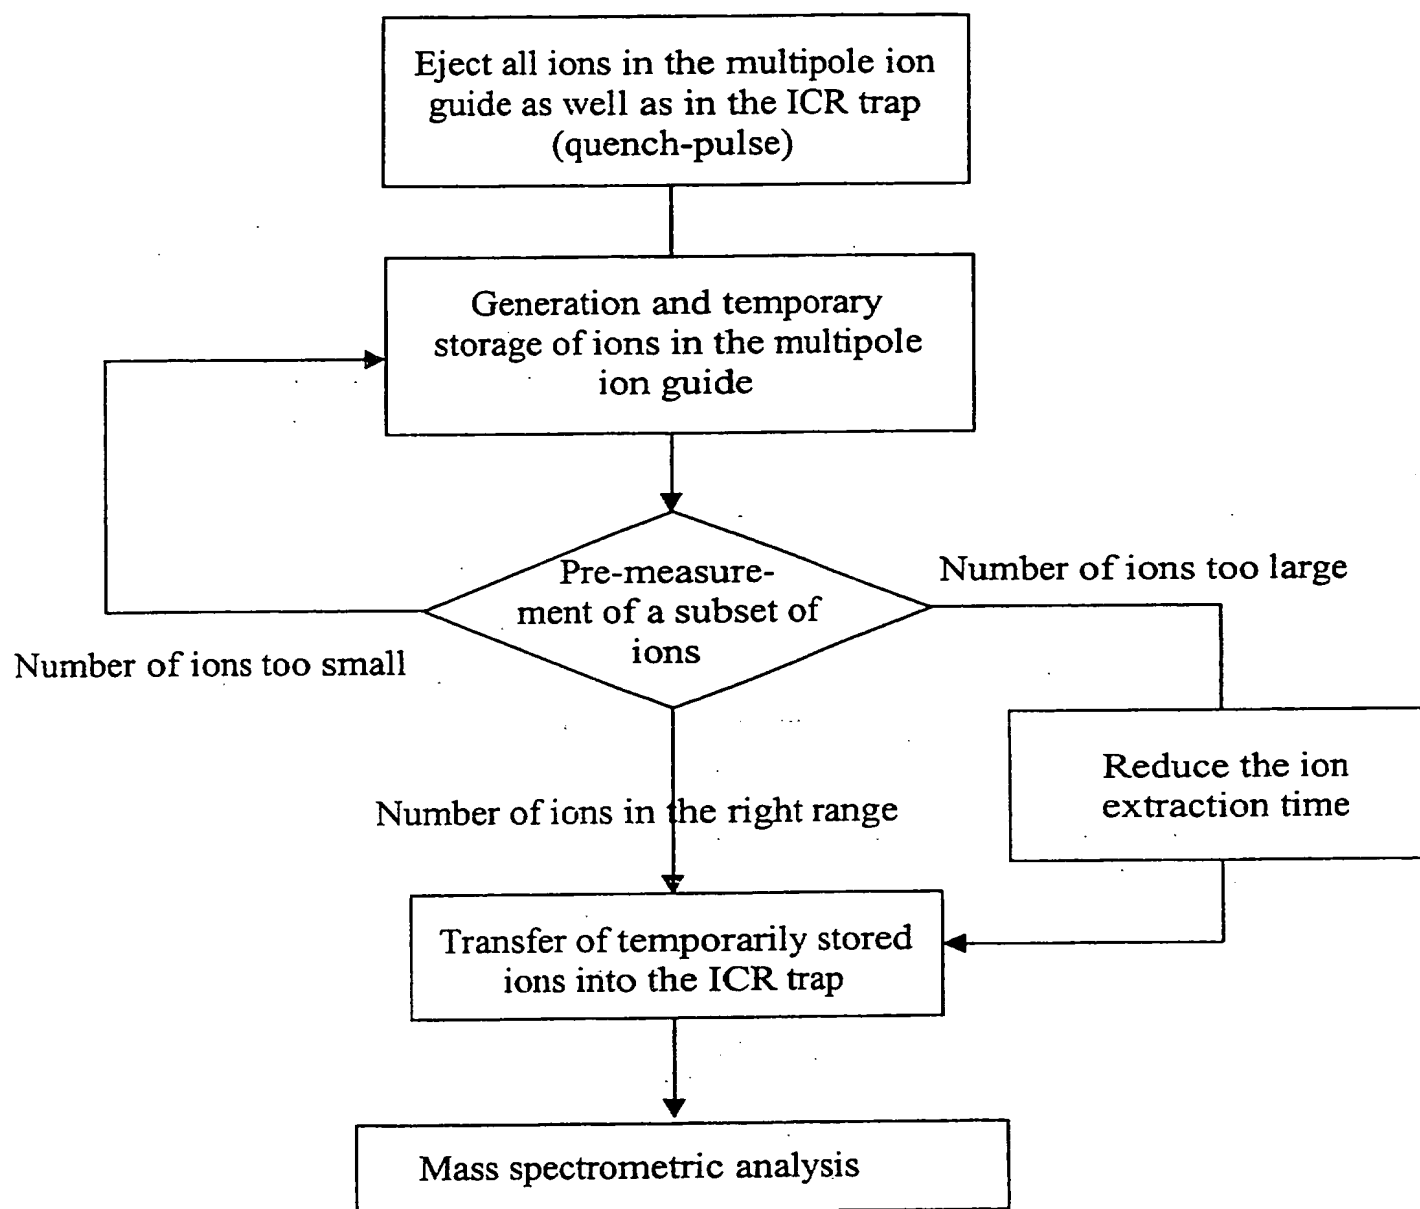 Eject all ions in the multipole ion
guide as well as in the ICR trap
(quench-pulse)
Generation and temporary
storage of ions in the multipole
ion guide
Pre-measure-
ment of a subset of
ions
Number of ions too large
Number of ions too small
Reduce the ion
extraction time
Number of ions in the right range
Transfer of temporarily stored
ions into the ICR trap
Mass spectrometric analysis